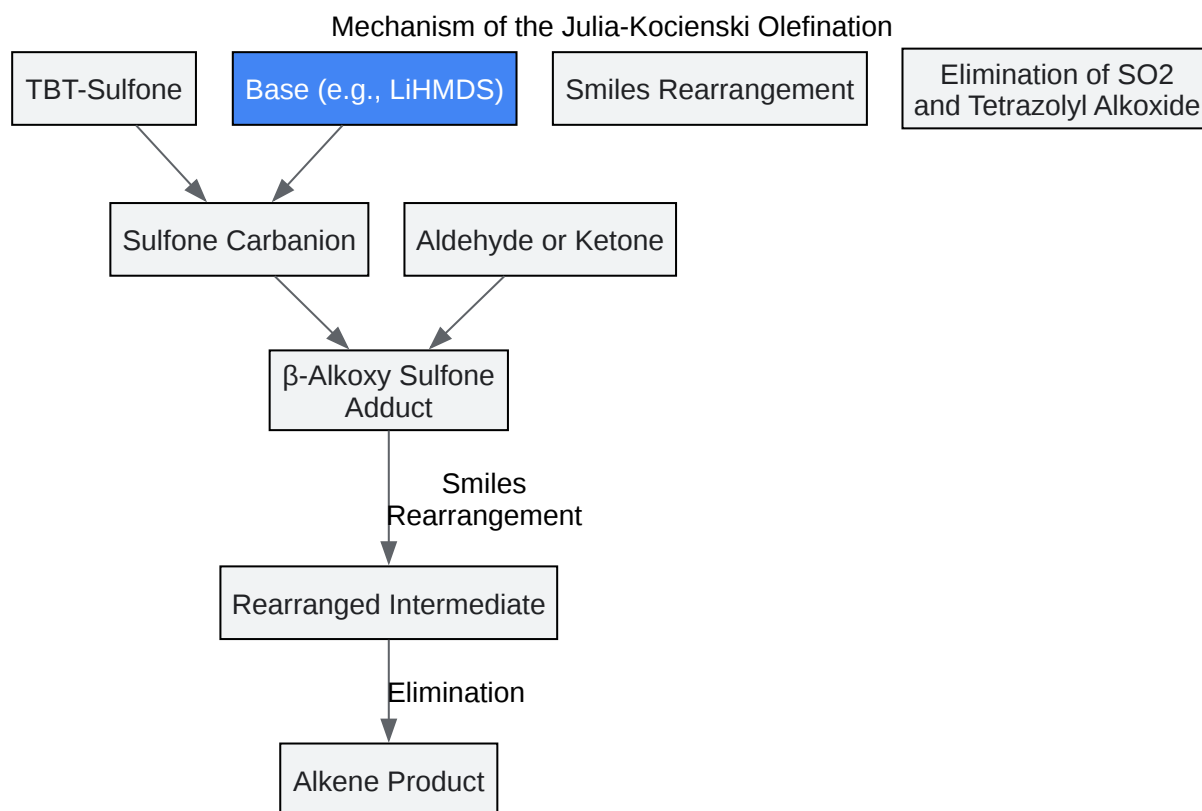 Mechanism of the Julia-Kocienski Olefination
TBT-Sulfone
Base (e.g., LiHMDS)
Smiles Rearrangement
Elimination of SO2
and Tetrazolyl Alkoxide
Sulfone Carbanion
Aldehyde or Ketone
β-Alkoxy Sulfone
Adduct
Smiles
Rearrangement
Rearranged Intermediate
Elimination
Alkene Product